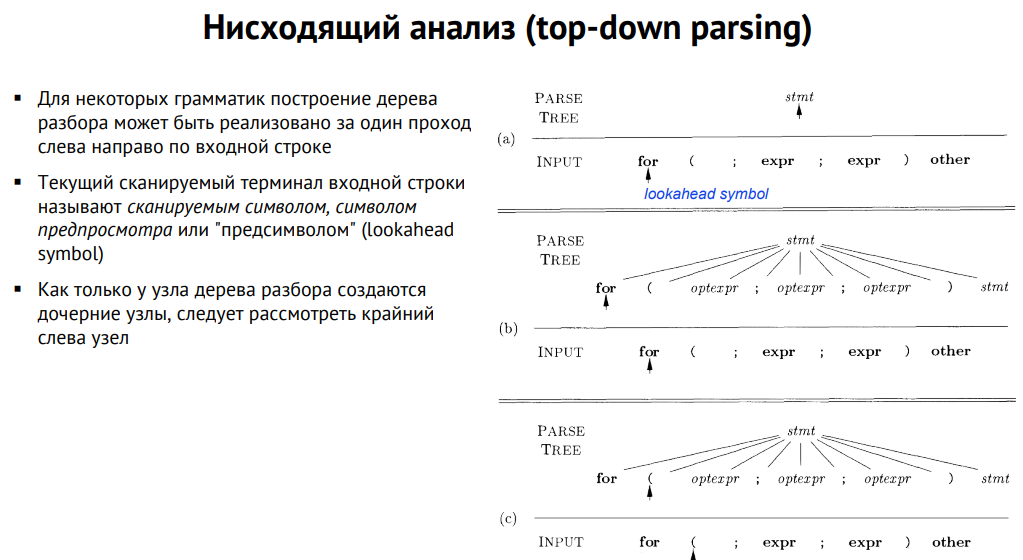 Нисходящий анализ (top-down parsing)
▪ Для некоторых грамматик построение дерева
разбора может быть реализовано за один проход
слева направо по входной строке
▪ Текущий сканируемый терминал входной строки
называют сканируемым символом, символом
предпросмотра или "предсимволом" (lookahead
symbol)
▪ Как только у узла дерева разбора создаются
дочерние узлы, следует рассмотреть крайний
слева узел
PARSE stmt
TREE
(a)
INPUT for ( ; expr ; expr ) other
lookahead symbol
PARSE stmt
TREE
for ( optexpr ; optexpr ; optexpr ) stmt
(b)
INPUT for ( ; expr ; expr ) other
PARSE stmt
TREE
for ( optexpr ; optexpr ; optexpr ) stmt
(c)
INPUT for ( ; expr ; expr ) other